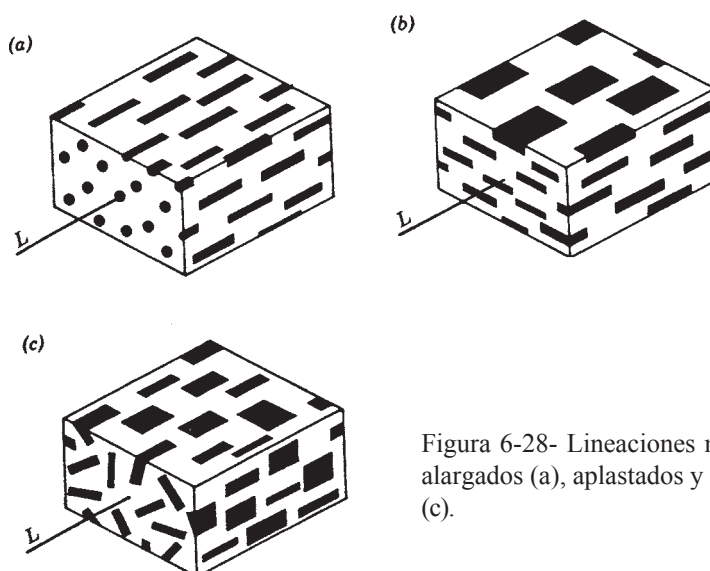 (a)
(b)
L
L
(c)
L
Figura 6-28- Lineaciones
alargados (a), aplastados y
(c).